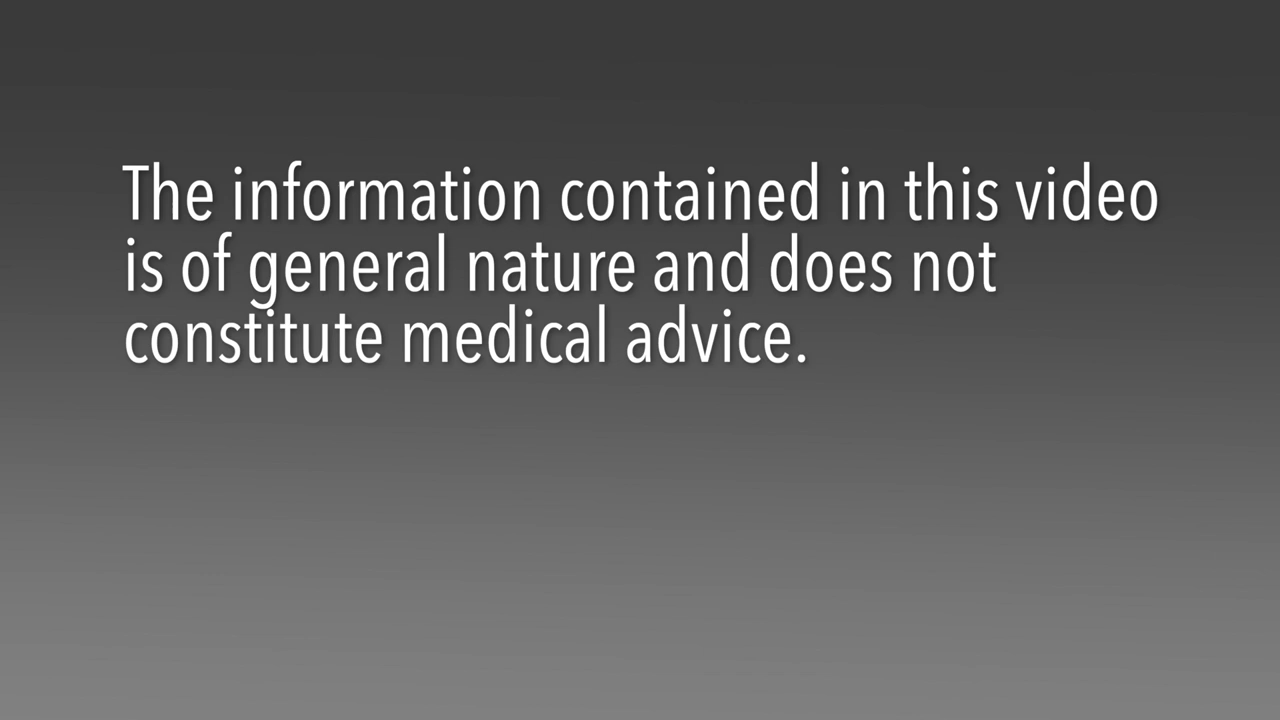 The information contained in this video
is of general nature and does not
constitute medical advice.